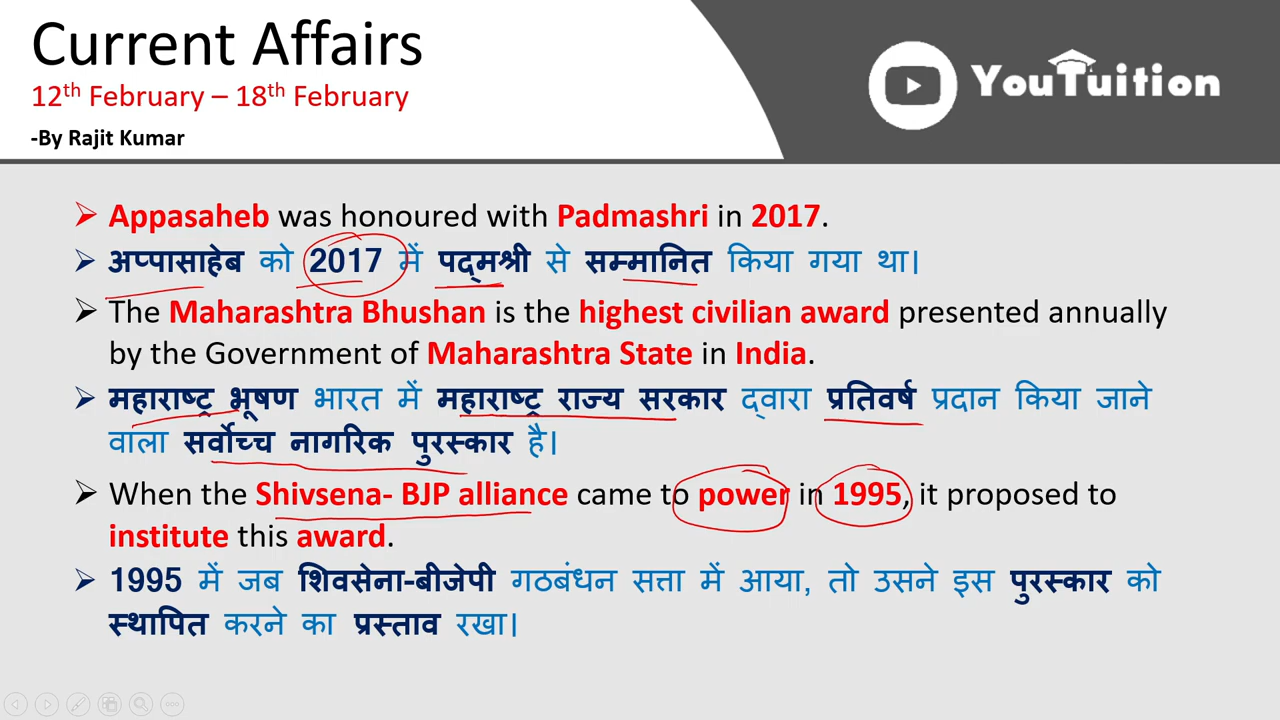 Current Affairs
12th February – 18th February
-By Rajit Kumar
YouTuition
Appasaheb was honoured with Padmashri in 2017.
अप्पासाहेब को 2017 में पद्मश्री से सम्मानित किया गया था।
The Maharashtra Bhushan is the highest civilian award presented annually
by the Government of Maharashtra State in India.
महाराष्ट्र भूषण भारत में महाराष्ट्र राज्य सरकार द्वारा प्रतिवर्ष प्रदान किया जाने
वाला सर्वोच्च नागरिक पुरस्कार है।
When the Shivsena- BJP alliance came to power in 1995, it proposed to
institute this award.
1995 में जब शिवसेना-बीजेपी गठबंधन सत्ता में आया, तो उसने इस पुरस्कार को
स्थापित करने का प्रस्ताव रखा।